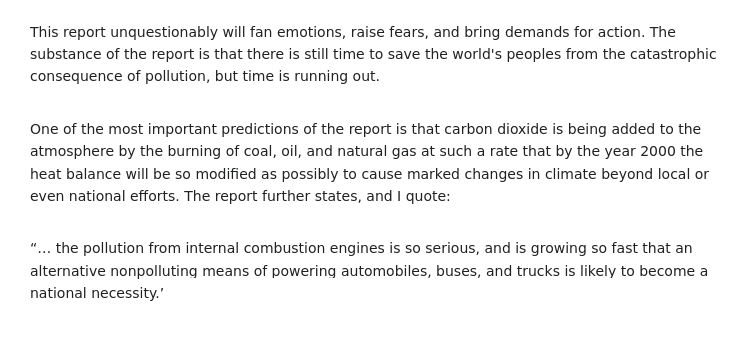 This report unquestionably will fan emotions, raise fears, and bring demands for action. The
substance of the report is that there is still time to save the world's peoples from the catastrophic
consequence of pollution, but time is running out.
One of the most important predictions of the report is that carbon dioxide is being added to the
atmosphere by the burning of coal, oil, and natural gas at such a rate that by the year 2000 the
heat balance will be so modified as possibly to cause marked changes in climate beyond local or
even national efforts. The report further states, and I quote:
“… the pollution from internal combustion engines is so serious, and is growing so fast that an
alternative nonpolluting means of powering automobiles, buses, and trucks is likely to become a
national necessity.’